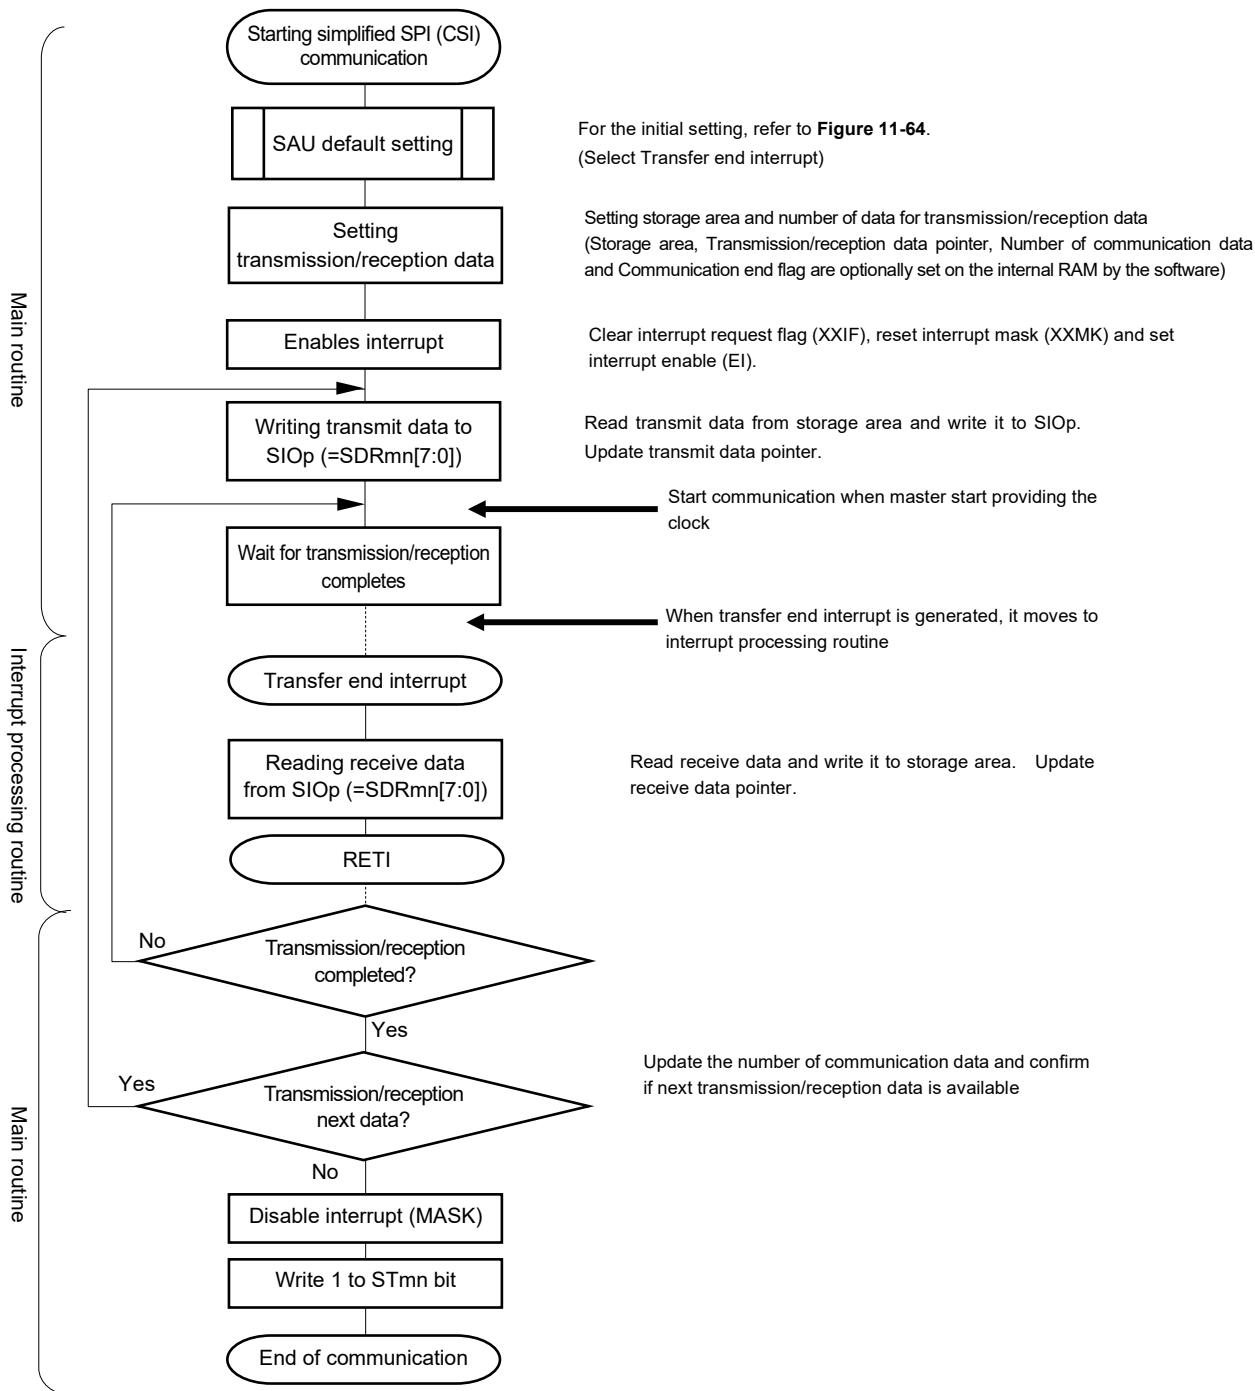 Starting simplified SPI (CSI)
communication
SAU default setting
For the initial setting, refer to Figure 11-64.
(Select Transfer end interrupt)
Setting
transmission/reception data
Setting storage area and number of data for transmission/reception data
(Storage area, Transmission/reception data pointer, Number of communication data
and Communication end flag are optionally set on the internal RAM by the software)
Main routine
Enables interrupt
Clear interrupt request flag (XXIF), reset interrupt mask (XXMK) and set
interrupt enable (EI).
Writing transmit data to
SIOp (=SDRmn[7:0])
Read transmit data from storage area and write it to SIOp.
Update transmit data pointer.
Start communication when master start providing the
clock
Wait for transmission/reception
completes
When transfer end interrupt is generated, it moves to
interrupt processing routine
Interrupt processing routine
Transfer end interrupt
Reading receive data
from SIOp (=SDRmn[7:0])
Read receive data and write it to storage area. Update
receive data pointer.
RETI
No
Transmission/reception
completed?
Yes
Yes
Transmission/reception
next data?
Update the number of communication data and confirm
if next transmission/reception data is available
Main routine
No
Disable interrupt (MASK)
Write 1 to STmn bit
End of communication